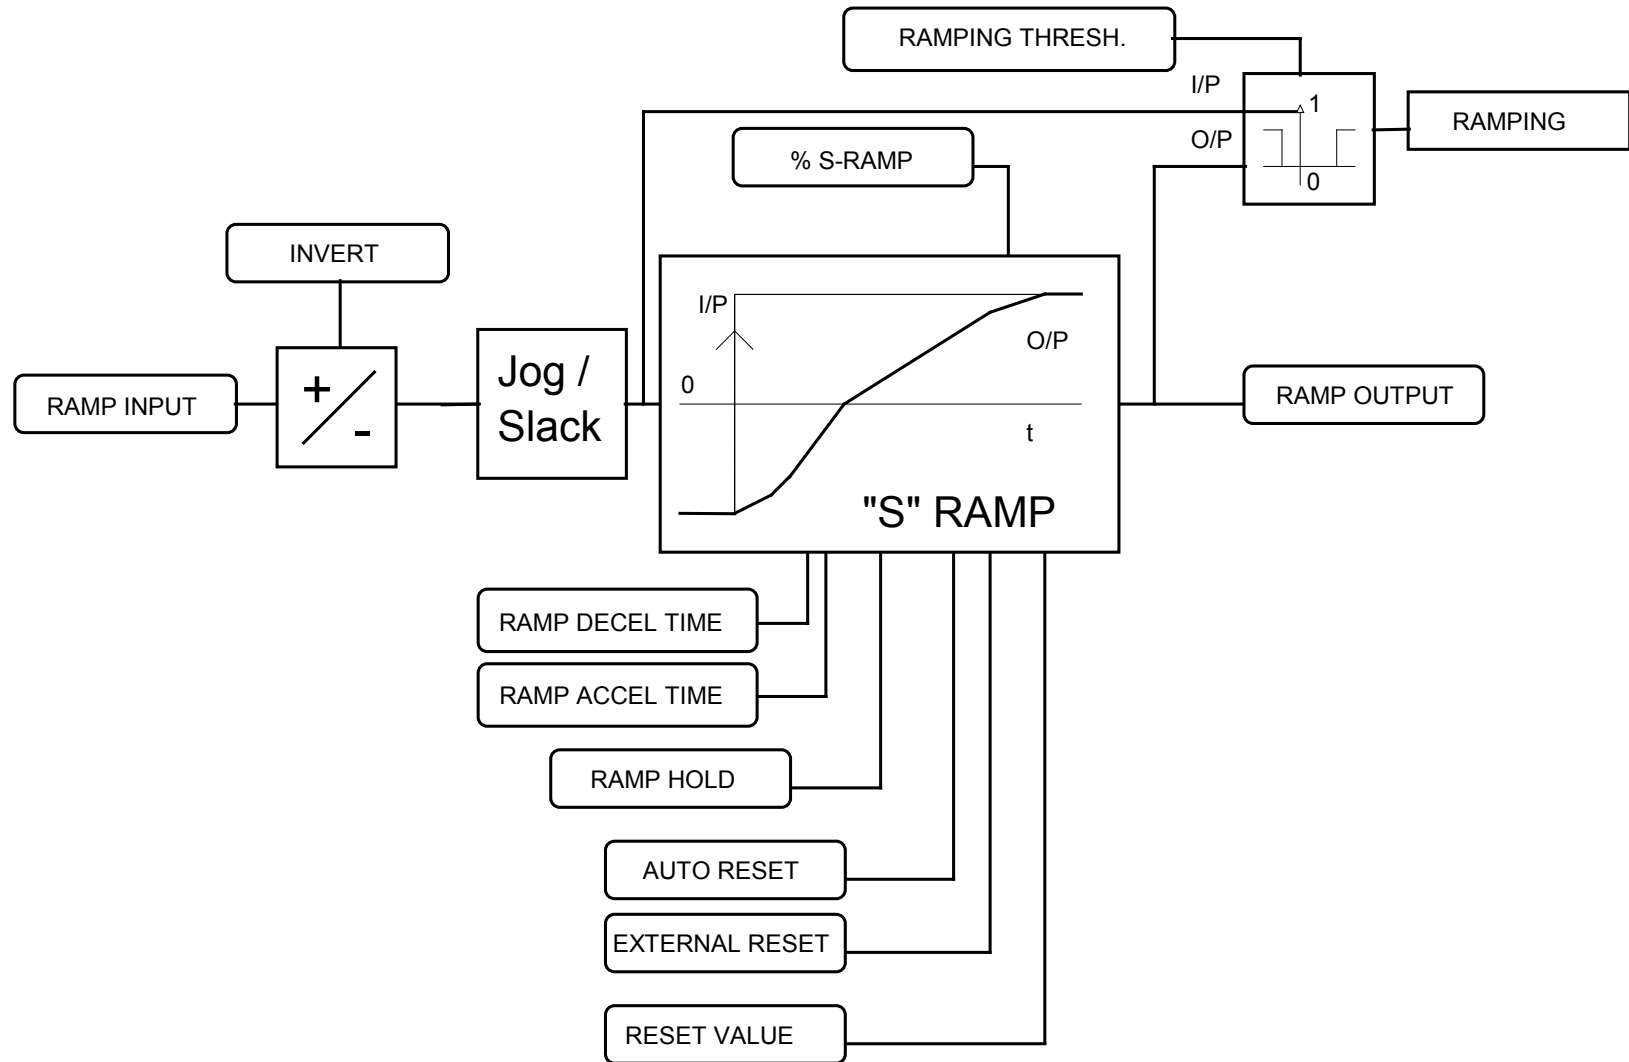 RAMPING THRESH.
I/P
1
RAMPING
O/P
0
% S-RAMP
INVERT
I/P
O/P
Jog /
Slack
0
RAMP INPUT
+
-
RAMP OUTPUT
t
"S" RAMP
RAMP DECEL TIME
RAMP ACCEL TIME
RAMP HOLD
AUTO RESET
EXTERNAL RESET
RESET VALUE